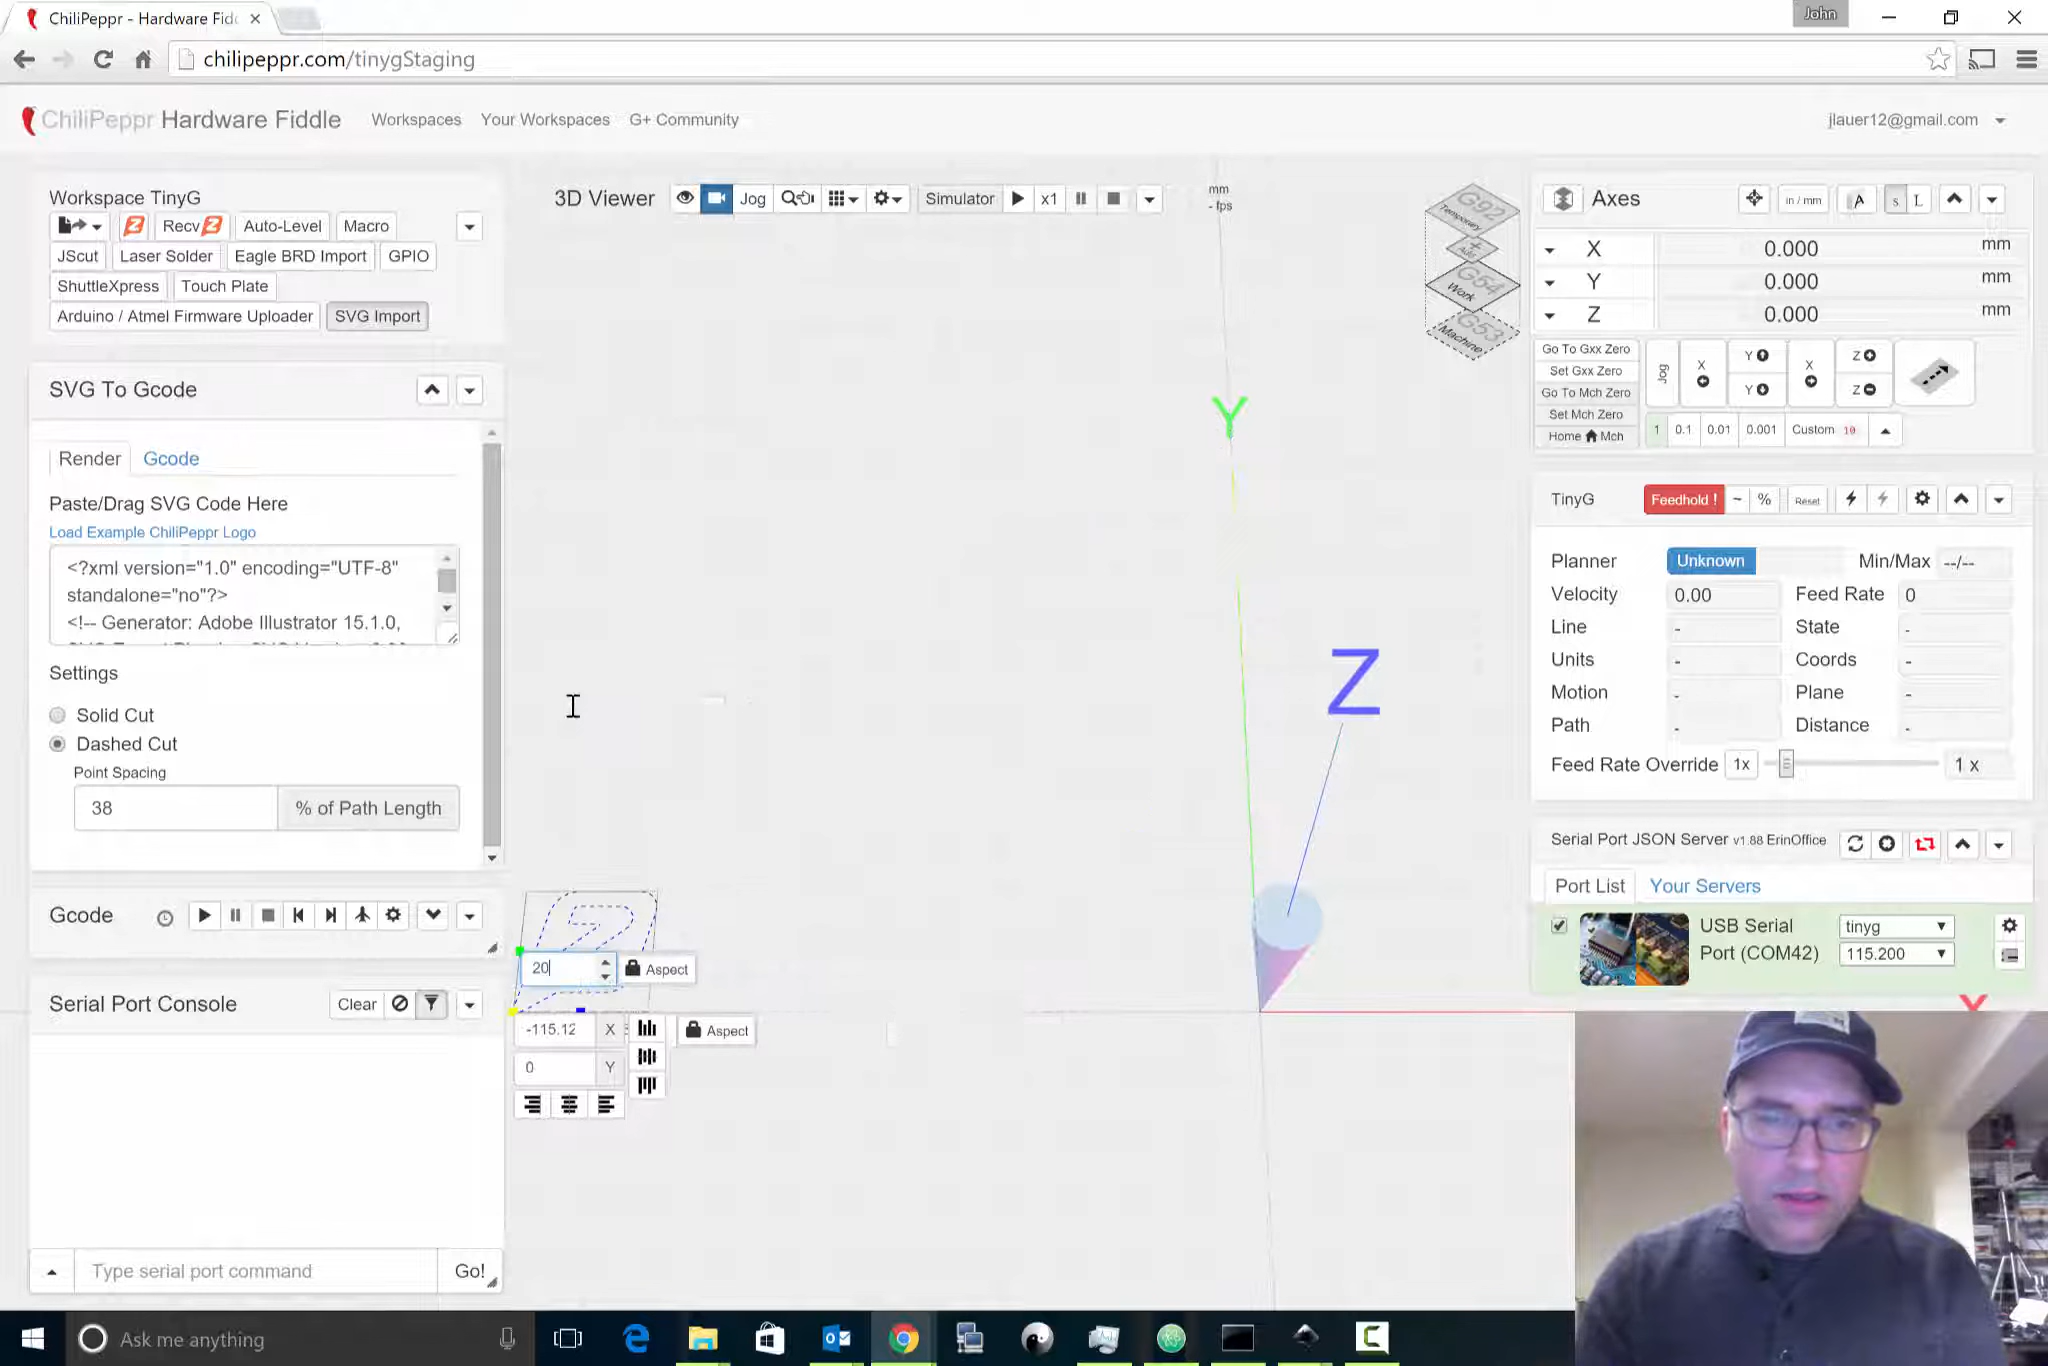 ChiliPeppr - Hardware Fid
John
chilipeppr.com/tinygStaging
ChiliPeppr Hardware Fiddle
Workspaces
Your Workspaces
G+ Community
jlauer12@gmail.com
Workspace TinyG
Recv
Auto-Level
Macro
JScut
Laser Solder
Eagle BRD Import
GPIO
ShuttleXpress
Touch Plate
Arduino / Atmel Firmware Uploader
SVG Import
SVG To Gcode
Render
Gcode
Paste/Drag SVG Code Here
Load Example ChiliPeppr Logo
<?xml version="1.0" encoding="UTF-8"
standalone="no"?>
<!-- Generator: Adobe Illustrator 15.1.0,
Settings
Solid Cut
Dashed Cut
Point Spacing
38
% of Path Length
Gcode
Serial Port Console
Clear
Type serial port command
Go!
3D Viewer
Jog
Simulator
x1
mm
- fps
G92
Temporary
G54
Work
G53
Machine
Y
Z
X
20
Aspect
-115.12 X
Aspect
0 Y
Axes
in / mm
A
s
L
X 0.000 mm
Y 0.000 mm
Z 0.000 mm
Go To Gxx Zero
Set Gxx Zero
Go To Mch Zero
Set Mch Zero
Home Mch
Jog
X
Y
Y
X
Z
Z
1
0.1
0.01
0.001
Custom 10
TinyG
Feedhold !
~
%
Reset
Planner Unknown Min/Max --/--
Velocity 0.00 Feed Rate 0
Line - State -
Units - Coords -
Motion - Plane -
Path - Distance -
Feed Rate Override 1x 1 x
Serial Port JSON Server v1.88 ErinOffice
Port List
Your Servers
USB Serial
Port (COM42)
tinyg
115.200
Ask me anything